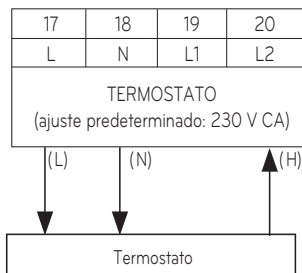 17 18 19 20
L N L1 L2
TERMOSTATO
(ajuste predeterminado: 230 V CA)
(L) (N) (H)
Termostato